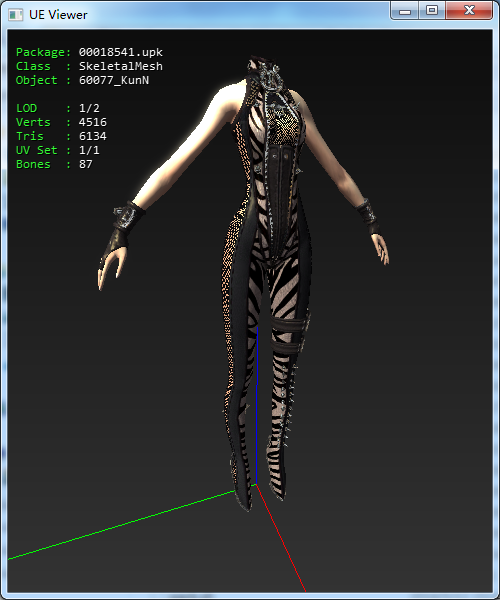 UE Viewer
Package: 00018541.upk
Class  : SkeletalMesh
Object : 60077_KunN
LOD    : 1/2
Verts  : 4516
Tris   : 6134
UV Set : 1/1
Bones  : 87